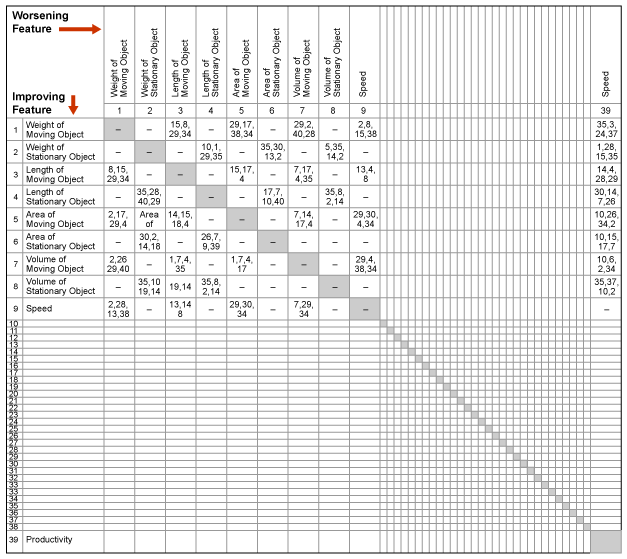 Worsening
Feature
Improving
Feature
Weight of
Moving Object
Weight of
Stationary Object
Length of
Moving Object
Length of
Stationary Object
Area of
Moving Object
Area of
Stationary Object
Volume of
Moving Object
Volume of
Stationary Object
Speed
Speed
1 2 3 4 5 6 7 8 9 39
1 Weight of
Moving Object
– – 15,8,
29,34 – 29,17,
38,34 – 29,2,
40,28 – 2,8,
15,38 35,3,
24,37
2 Weight of
Stationary Object
– – – 10,1,
29,35 – 35,30,
13,2 – 5,35,
14,2 – 1,28,
15,35
3 Length of
Moving Object
8,15,
29,34 – – – 15,17,
4 – 7,17,
4,35 – 13,4,
8 14,4,
28,29
4 Length of
Stationary Object
– 35,28,
40,29 – – – 17,7,
10,40 – 35,8,
2,14 – 30,14,
7,26
5 Area of
Moving Object
2,17,
29,4 Area
of 14,15,
18,4 – – – 7,14,
17,4 – 29,30,
4,34 10,26,
34,2
6 Area of
Stationary Object
– 30,2,
14,18 – 26,7,
9,39 – – – – – 10,15,
17,7
7 Volume of
Moving Object
2,26
29,40 – 1,7,4,
35 – 1,7,4,
17 – – – 29,4,
38,34 10,6,
2,34
8 Volume of
Stationary Object
– 35,10
19,14 19,14 35,8,
2,14 – – – – – 35,37,
10,2
9 Speed
2,28,
13,38 – 13,14
8 – 29,30,
34 – 7,29,
34 – – –
10
11
12
13
14
15
16
17
18
19
20
21
22
23
24
25
26
27
28
29
30
31
32
33
34
35
36
37
38
39 Productivity